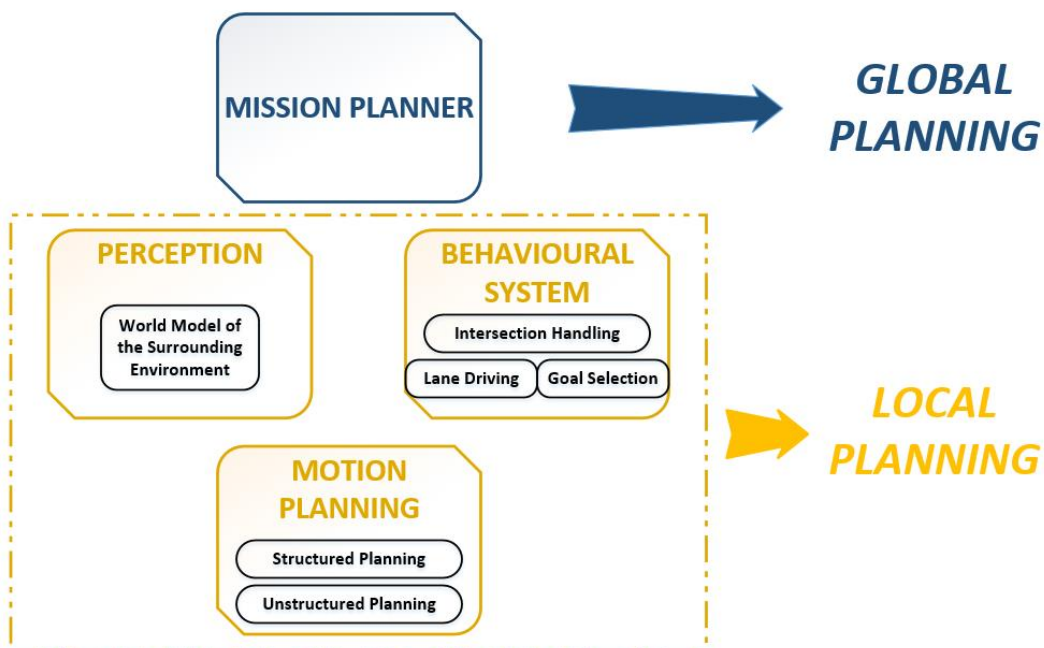 MISSION PLANNER
GLOBAL
PLANNING
PERCEPTION
World Model of
the Surrounding
Environment
BEHAVIOURAL
SYSTEM
Intersection Handling
Lane Driving
Goal Selection
LOCAL
PLANNING
MOTION
PLANNING
Structured Planning
Unstructured Planning